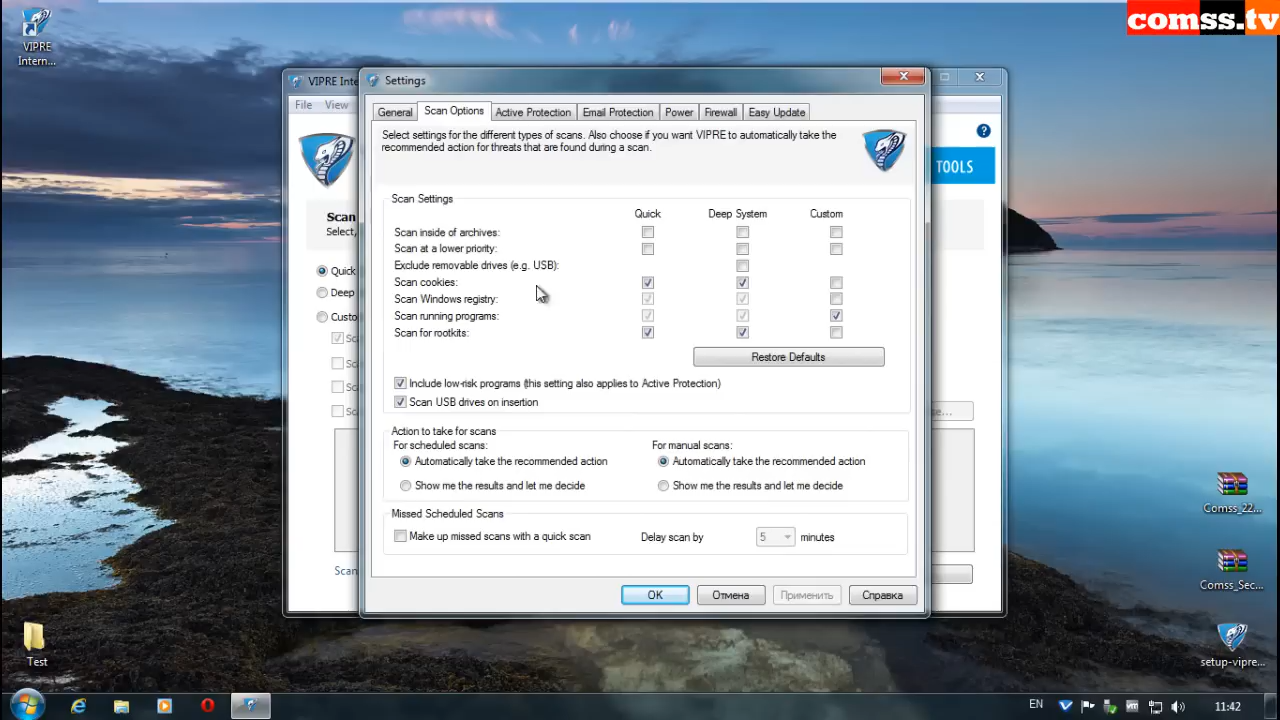 comss.tv
VIPRE
Intern...
VIPRE Inte
Settings
File View
General Scan Options Active Protection Email Protection Power Firewall Easy Update
Select settings for the different types of scans. Also choose if you want VIPRE to automatically take the
recommended action for threats that are found during a scan.
TOOLS
Scan Settings
Quick Deep System Custom
Scan inside of archives:
Scan at a lower priority:
Exclude removable drives (e.g. USB):
Scan cookies:
Scan Windows registry:
Scan running programs:
Scan for rootkits:
Restore Defaults
Include low-risk programs (this setting also applies to Active Protection)
Scan USB drives on insertion
Action to take for scans
For scheduled scans: For manual scans:
Automatically take the recommended action Automatically take the recommended action
Show me the results and let me decide Show me the results and let me decide
Missed Scheduled Scans
Make up missed scans with a quick scan Delay scan by 5 minutes
OK Отмена Применить Справка
Scan
Select,
Quick
Deep
Custo
Sc
Sc
Sc
Sc
Scan
e...
Comss_22...
Comss_Sec...
setup-vipre...
Test
EN 11:42